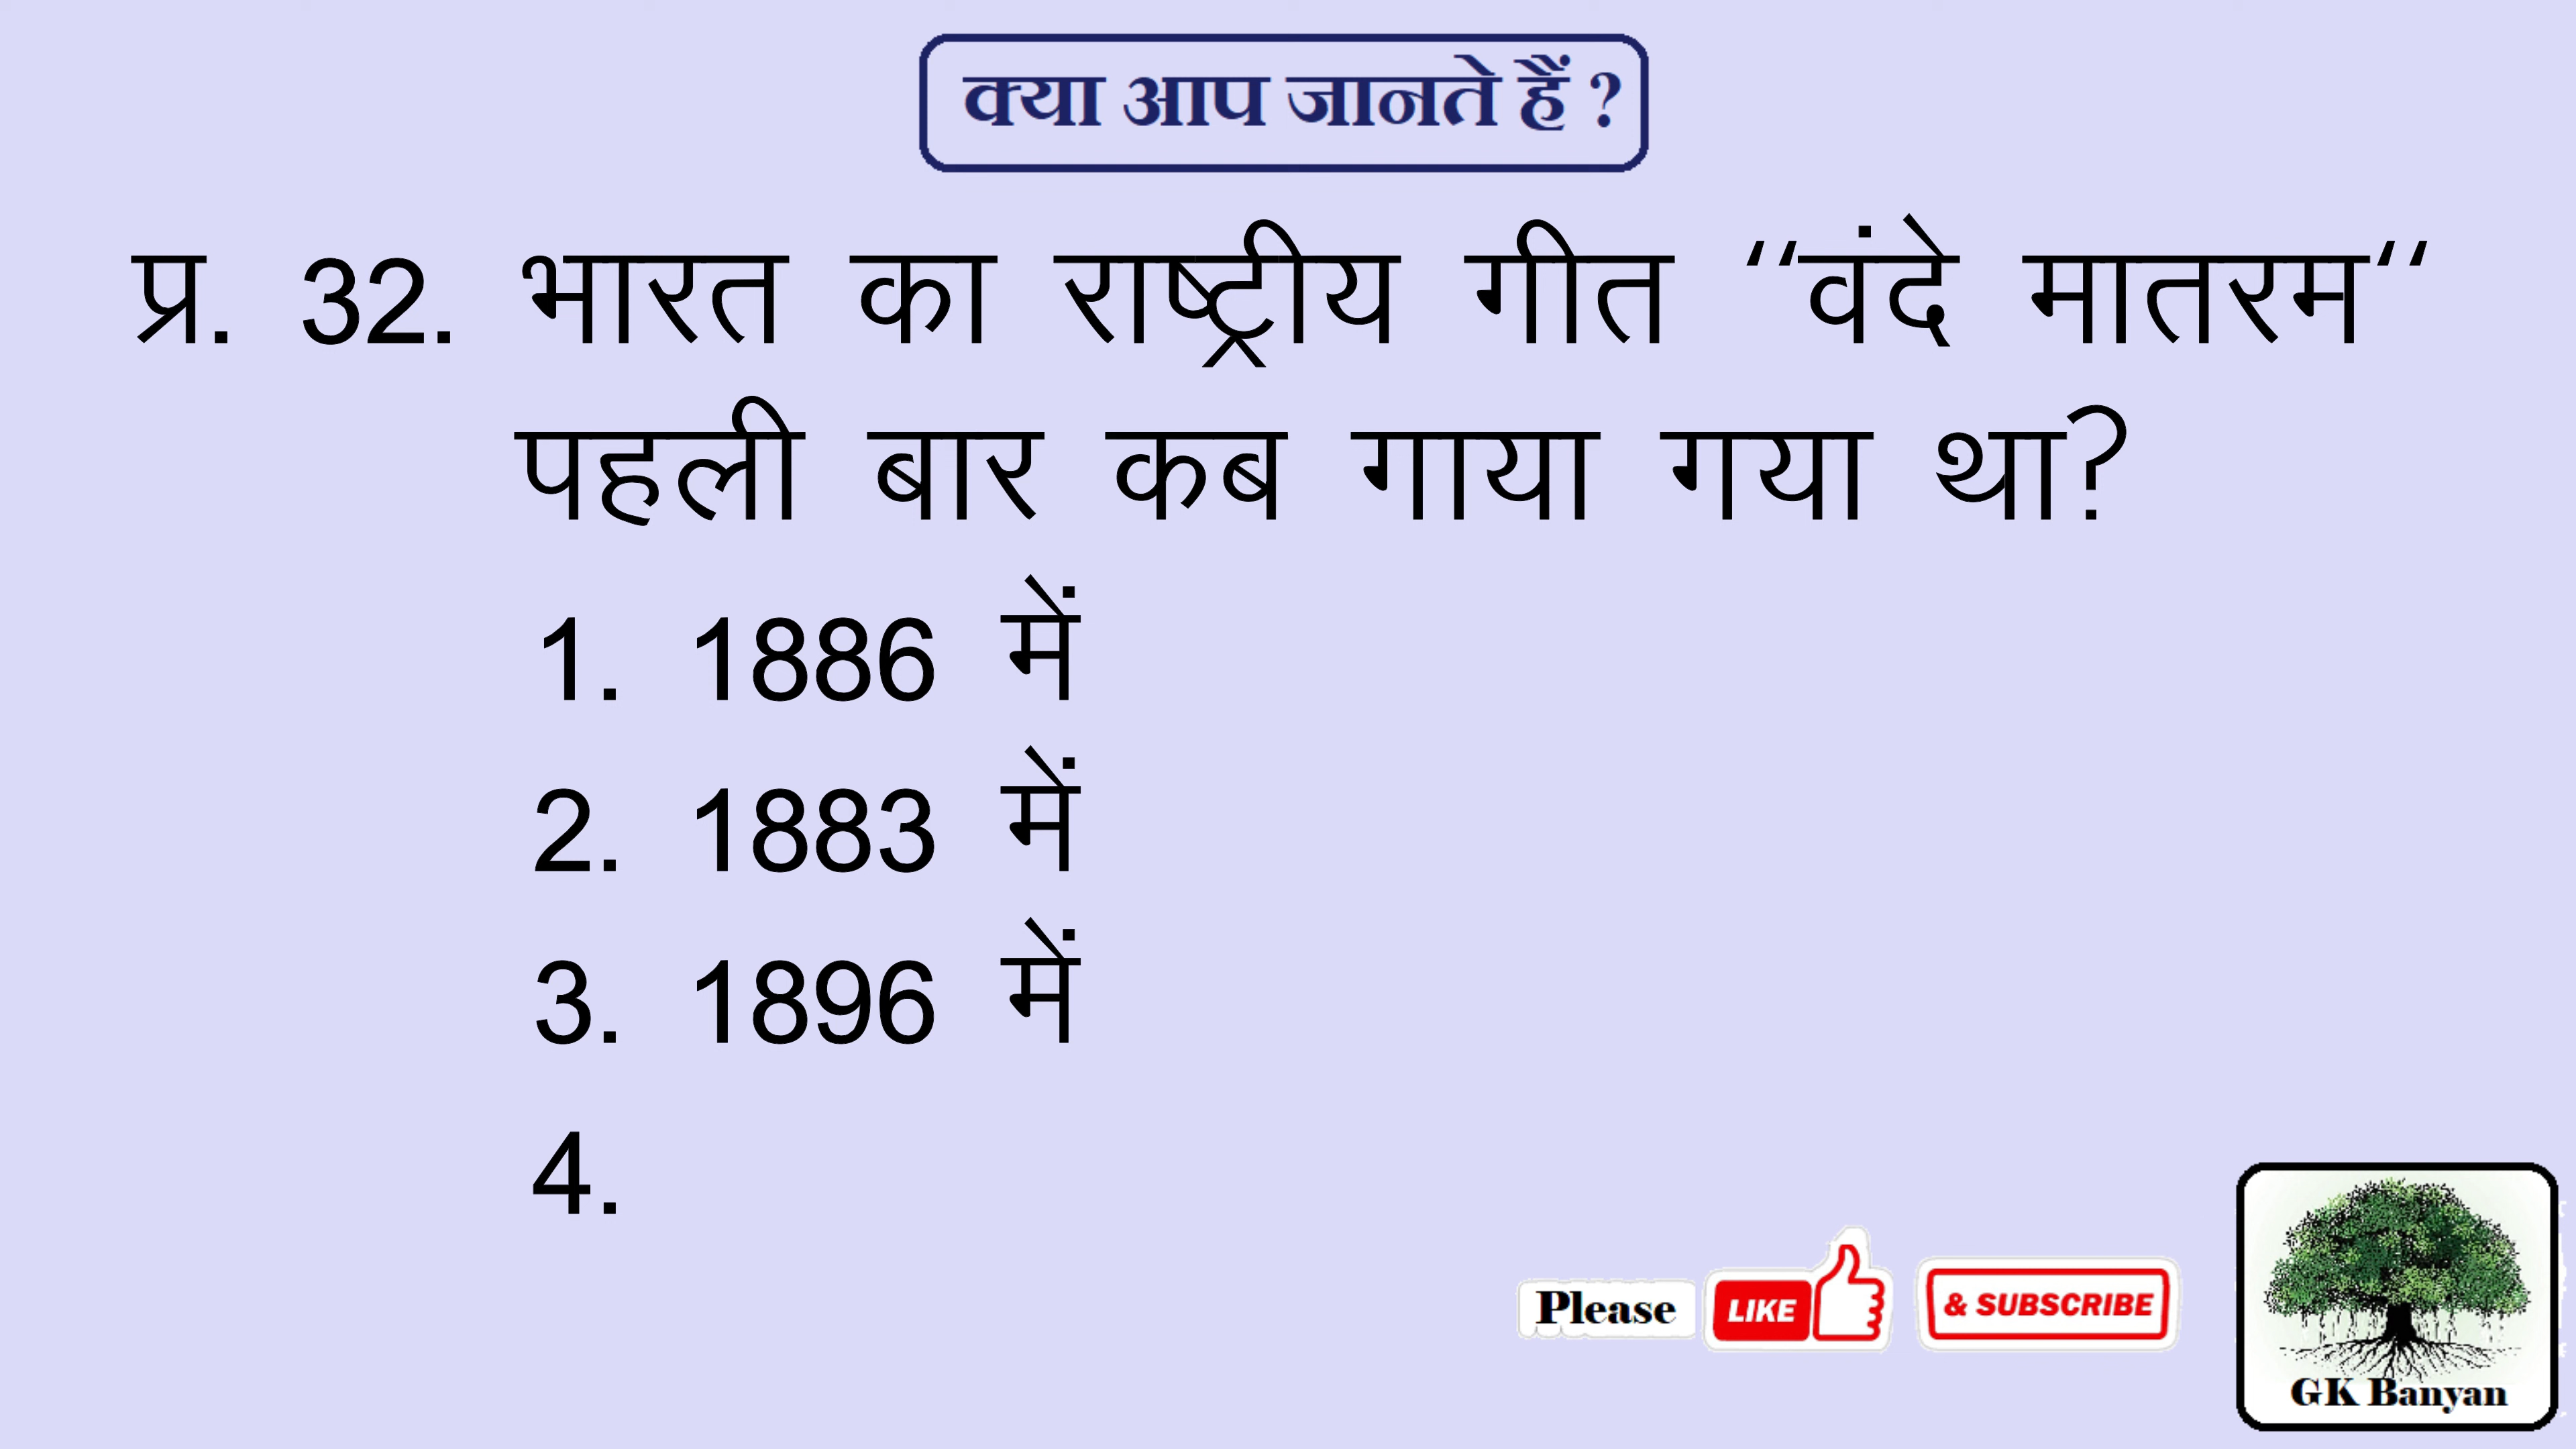 क्या आप जानते हैं ?
प्र. 32. भारत का राष्ट्रीय गीत “वंदे मातरम“
पहली बार कब गाया गया था?
1. 1886 में
2. 1883 में
3. 1896 में
4.
Please LIKE & SUBSCRIBE
GK Banyan